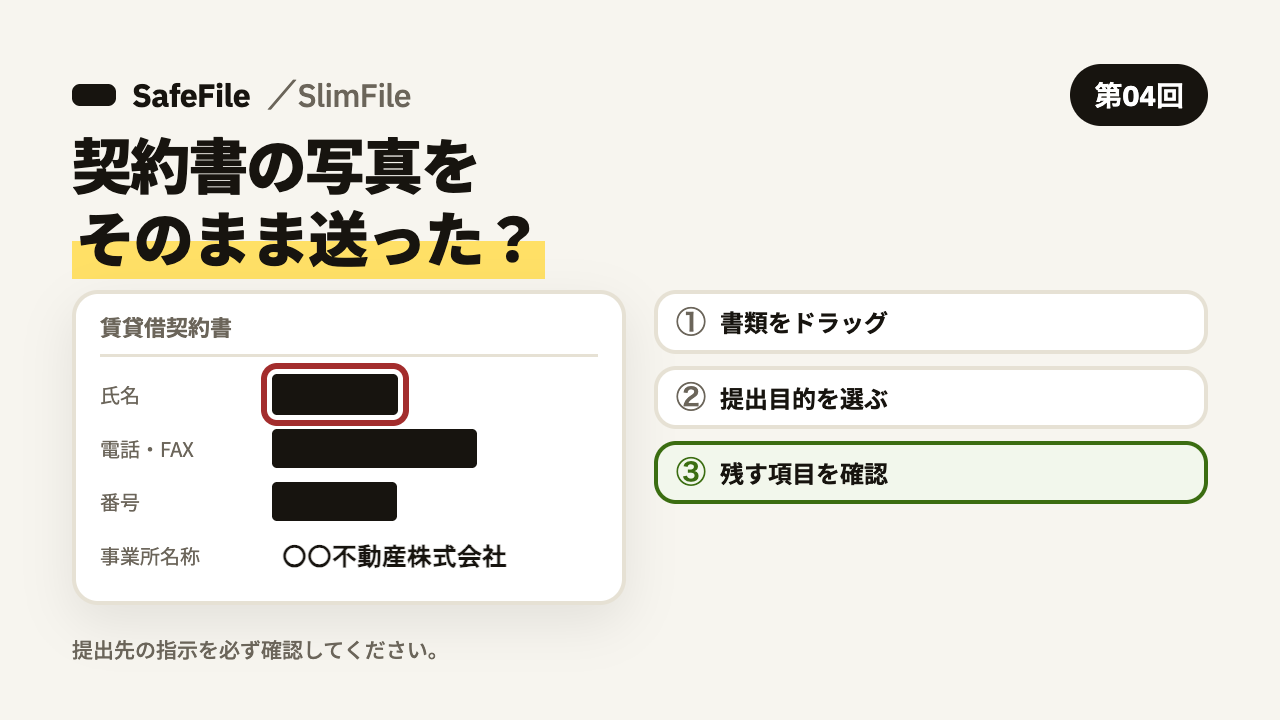 SafeFile ／SlimFile
第04回
契約書の写真を
そのまま送った？
賃貸借契約書
氏名
電話・FAX
番号
事業所名称 〇〇不動産株式会社
① 書類をドラッグ
② 提出目的を選ぶ
③ 残す項目を確認
提出先の指示を必ず確認してください。